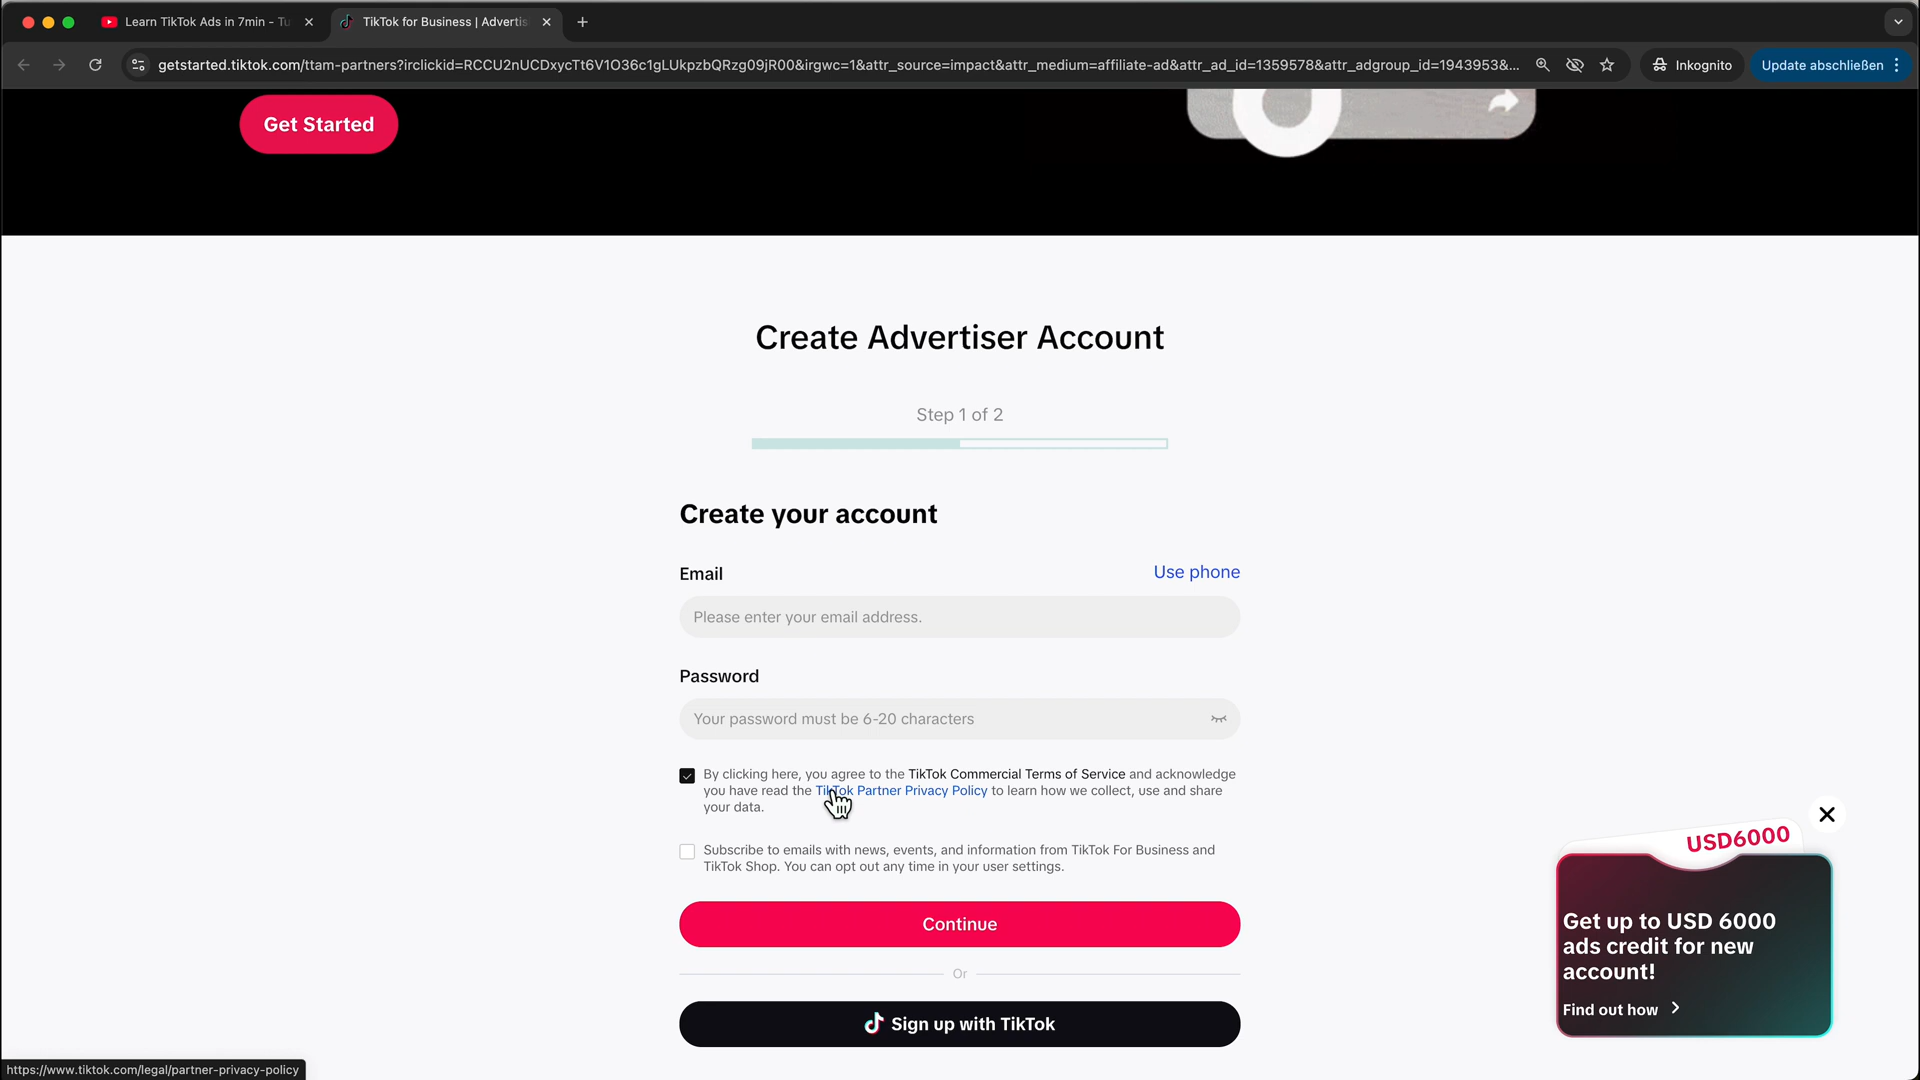 Learn TikTok Ads in 7min - Tu
TikTok for Business | Advertis
getstarted.tiktok.com/ttam-partners?irclickid=RCCU2nUCDxycTt6V1O36c1gLUkpzbQRzg09jR00&irgwc=1&attr_source=impact&attr_medium=affiliate-ad&attr_ad_id=1359578&attr_adgroup_id=1943953&...
Inkognito
Update abschließen
Get Started
Create Advertiser Account
Step 1 of 2
Create your account
Email
Use phone
Please enter your email address.
Password
Your password must be 6-20 characters
By clicking here, you agree to the TikTok Commercial Terms of Service and acknowledge
you have read the TikTok Partner Privacy Policy to learn how we collect, use and share
your data.
Subscribe to emails with news, events, and information from TikTok For Business and
TikTok Shop. You can opt out any time in your user settings.
Continue
Or
Sign up with TikTok
USD6000
Get up to USD 6000
ads credit for new
account!
Find out how
https://www.tiktok.com/legal/partner-privacy-policy